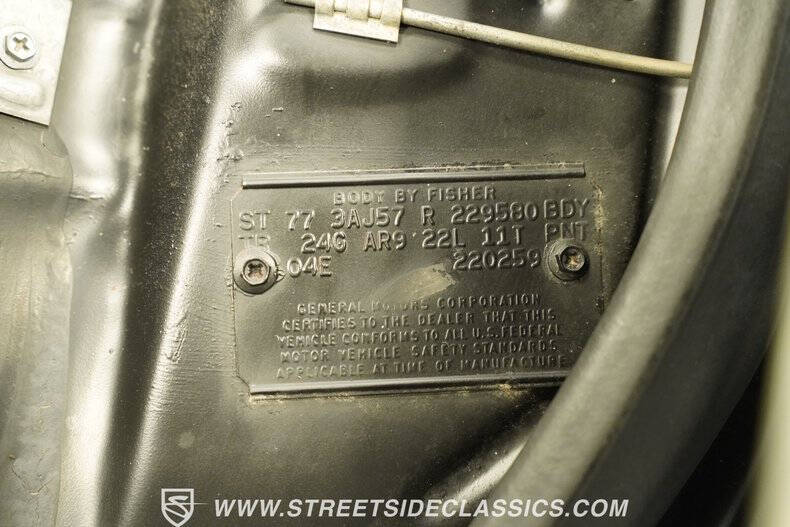 BODY BY FISHER
ST 77 3AJ57 R 229580 BDY
TR 24G AR9 22L 11T PNT
04E 220259
GENERAL MOTORS CORPORATION
CERTIFIES TO THE DEALER THAT THIS
VEHICLE CONFORMS TO ALL U.S. FEDERAL
MOTOR VEHICLE SAFETY STANDARDS
APPLICABLE AT TIME OF MANUFACTURE
WWW.STREETSIDECLASSICS.COM